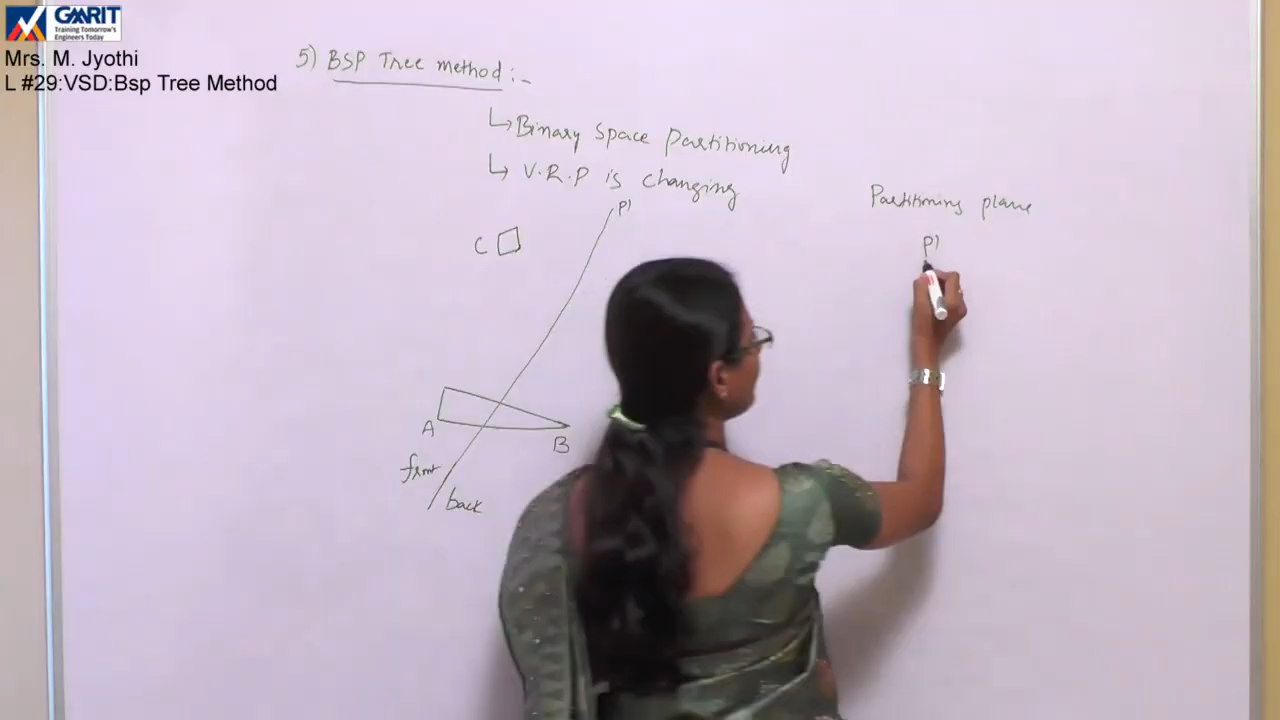 GMRIT
Training Tomorrow's
Engineers Today
Mrs. M. Jyothi
L #29:VSD:Bsp Tree Method
5) BSP Tree method :-
↳ Binary Space Partitioning
↳ V.R.P is changing
P1
C
Partitioning plane
P1
A
B
front
back